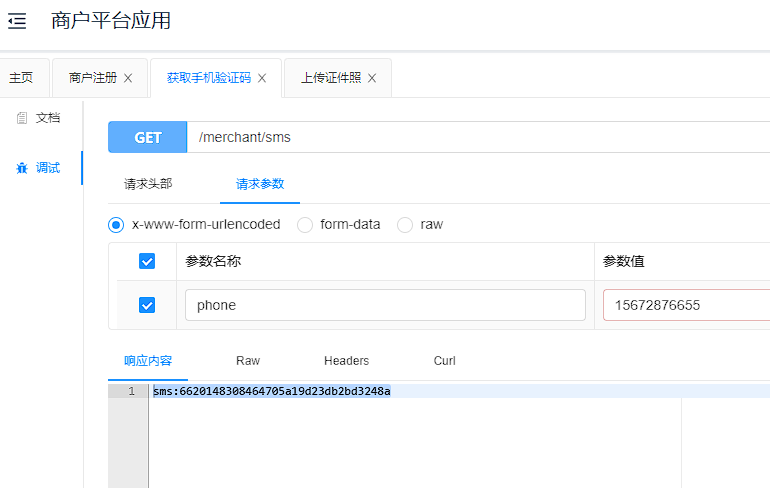 商户平台应用
主页 商户注册 获取手机验证码 上传证件照
文档
调试
GET /merchant/sms
请求头部 请求参数
x-www-form-urlencoded form-data raw
参数名称 参数值
phone 15672876655
响应内容 Raw Headers Curl
1 sms:6620148308464705a19d23db2bd3248a